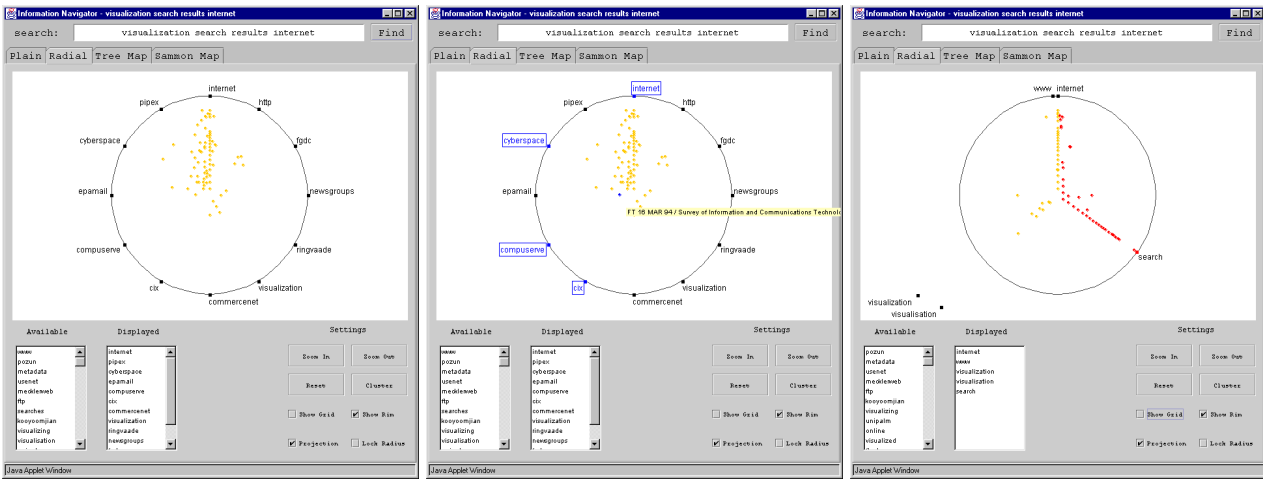 Information Navigator - visualization search results internet
search:
visualization search results internet
Find
Plain Radial Tree Map Sammon Map
internet
pipex
http
cyberspace
fgdc
epamail
newsgroups
compuserve
ringvaade
cix
visualization
commercenet
Available
Displayed
Settings
www
pozun
metadata
usenet
mecklerweb
ftp
searches
kooyoomjian
visualizing
visualisation
internet
pipex
cyberspace
epamail
compuserve
cix
commercenet
visualization
ringvaade
newsgroups
Zoom In
Zoom Out
Reset
Cluster
Show Grid
Show Rim
Projection
Lock Radius
Java Applet Window
Information Navigator - visualization search results internet
search:
visualization search results internet
Find
Plain Radial Tree Map Sammon Map
internet
pipex
http
cyberspace
fgdc
epamail
newsgroups
FT 16 MAR 94 / Survey of Information and Communications Technolo
compuserve
ringvaade
cix
visualization
commercenet
Available
Displayed
Settings
www
pozun
metadata
usenet
mecklerweb
ftp
searches
kooyoomjian
visualizing
visualisation
internet
pipex
cyberspace
epamail
compuserve
cix
commercenet
visualization
ringvaade
newsgroups
Zoom In
Zoom Out
Reset
Cluster
Show Grid
Show Rim
Projection
Lock Radius
Java Applet Window
Information Navigator - visualization search results internet
search:
visualization search results internet
Find
Plain Radial Tree Map Sammon Map
www internet
search
visualization
visualisation
Available
Displayed
Settings
pozun
metadata
usenet
mecklerweb
ftp
kooyoomjian
visualizing
unipalm
online
visualized
internet
www
visualization
visualisation
search
Zoom In
Zoom Out
Reset
Cluster
Show Grid
Show Rim
Projection
Lock Radius
Java Applet Window